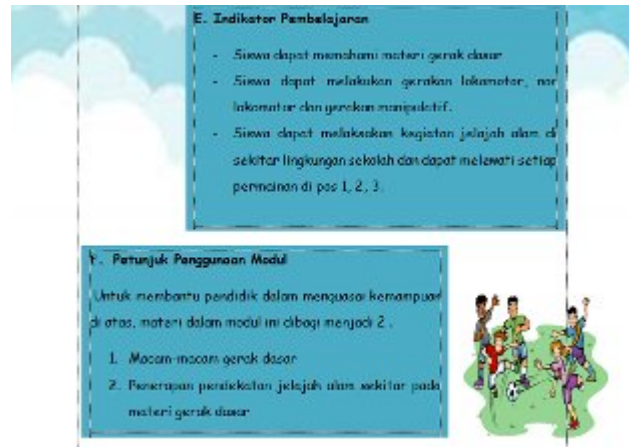 E. Indikator Pembelajaran
- Siswa dapat memahami materi gerak dasar
- Siswa dapat melakukan gerakan lokomotor, non
lokomotor dan gerakan manipulatif.
- Siswa dapat melaksakan kegiatan jelajah alam di
sekitar lingkungan sekolah dan dapat melewati setiap
permainan di pos 1, 2, 3.
F. Petunjuk Penggunaan Modul
Untuk membantu pendidik dalam menguasai kemampuan
di atas, materi dalam modul ini dibagi menjadi 2 .
1. Macam-macam gerak dasar
2. Penerapan pendekatan jelajah alam sekitar pada
materi gerak dasar